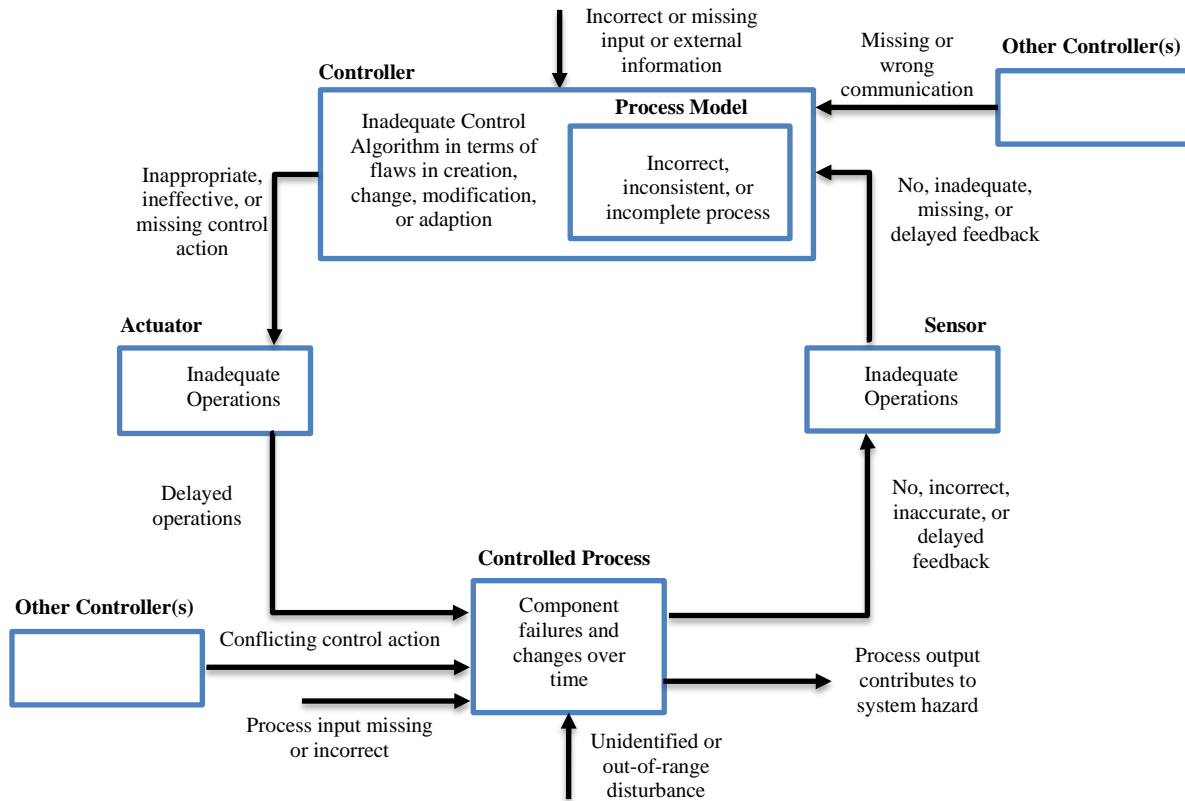 Incorrect or missing
input or external
information
Missing or
wrong
communication
Other Controller(s)
Controller
Process Model
Inadequate Control
Algorithm in terms of
flaws in creation,
change, modification,
or adaption
Incorrect,
inconsistent, or
incomplete process
Inappropriate,
ineffective, or
missing control
action
No, inadequate,
missing, or
delayed feedback
Actuator
Inadequate
Operations
Sensor
Inadequate
Operations
Delayed
operations
No, incorrect,
inaccurate, or
delayed
feedback
Controlled Process
Component
failures and
changes over
time
Other Controller(s)
Conflicting control action
Process input missing
or incorrect
Process output
contributes to
system hazard
Unidentified or
out-of-range
disturbance